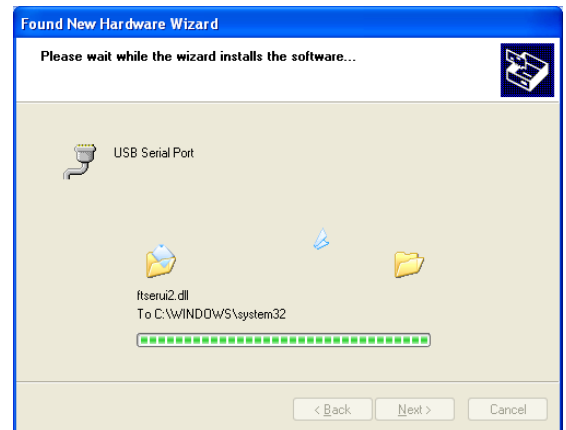 Found New Hardware Wizard
Please wait while the wizard installs the software...
USB Serial Port
ftserui2.dll
To C:\WINDOWS\system32
< Back Next > Cancel